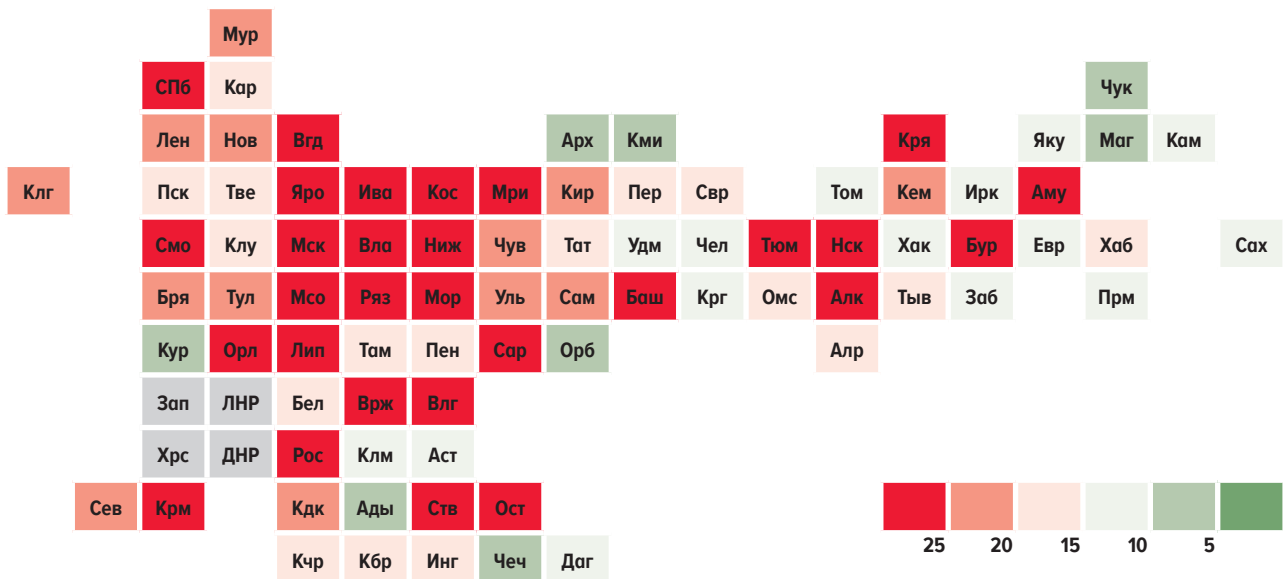 Мур
СПб Кар Чук
Лен Нов Вгд Арх Кми Кря Яку Маг Кам
Клг Пск Тве Яро Ива Кос Мри Кир Пер Свр Том Кем Ирк Аму
Смо Клу Мск Вла Ниж Чув Тат Удм Чел Тюм Нск Хак Бур Евр Хаб Сах
Бря Тул Мсо Ряз Мор Уль Сам Баш Крг Омс Алк Тыв Заб Прм
Кур Орл Лип Там Пен Сар Орб Алр
Зап ЛНР Бел Врж Влг
Хрс ДНР Рос Клм Аст
Сев Крм Кдк Ады Ств Ост
25 20 15 10 5
Кчр Кбр Инг Чеч Даг